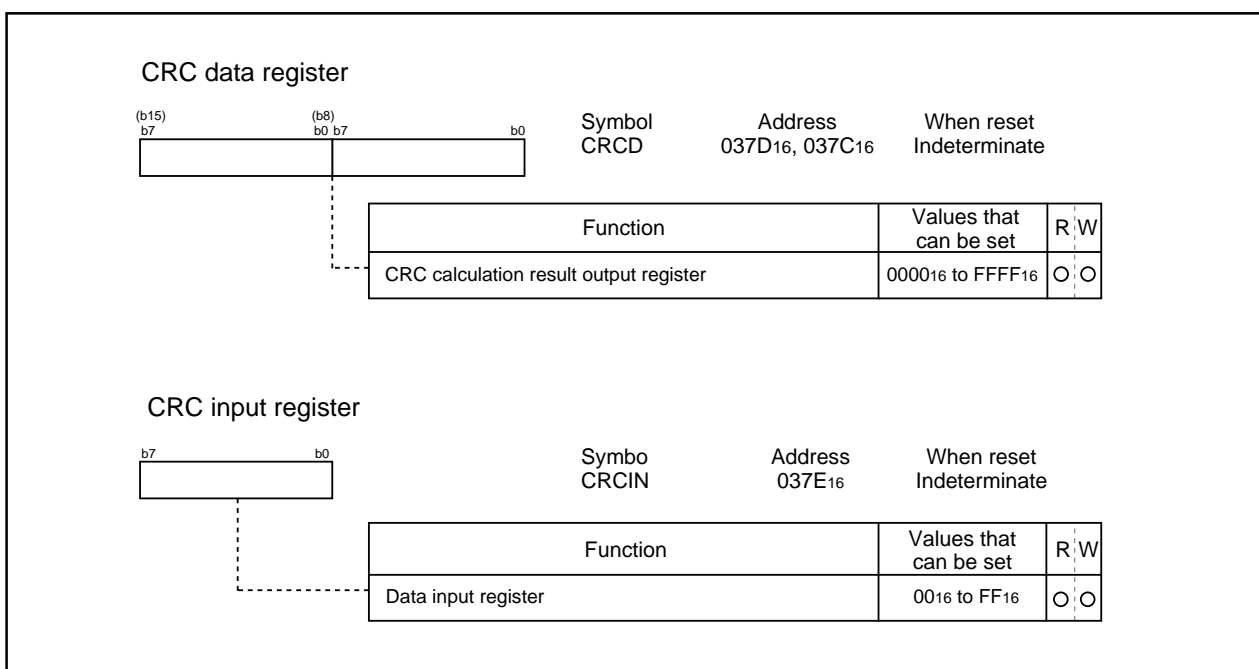 CRC data register
(b15) (b8)
b7 b0 b7 b0
Symbol Address When reset
CRCD 037D16, 037C16 Indeterminate
Function Values that can be set R W
CRC calculation result output register 000016 to FFFF16 O O
CRC input register
b7 b0
Symbo Address When reset
CRCIN 037E16 Indeterminate
Function Values that can be set R W
Data input register 0016 to FF16 O O